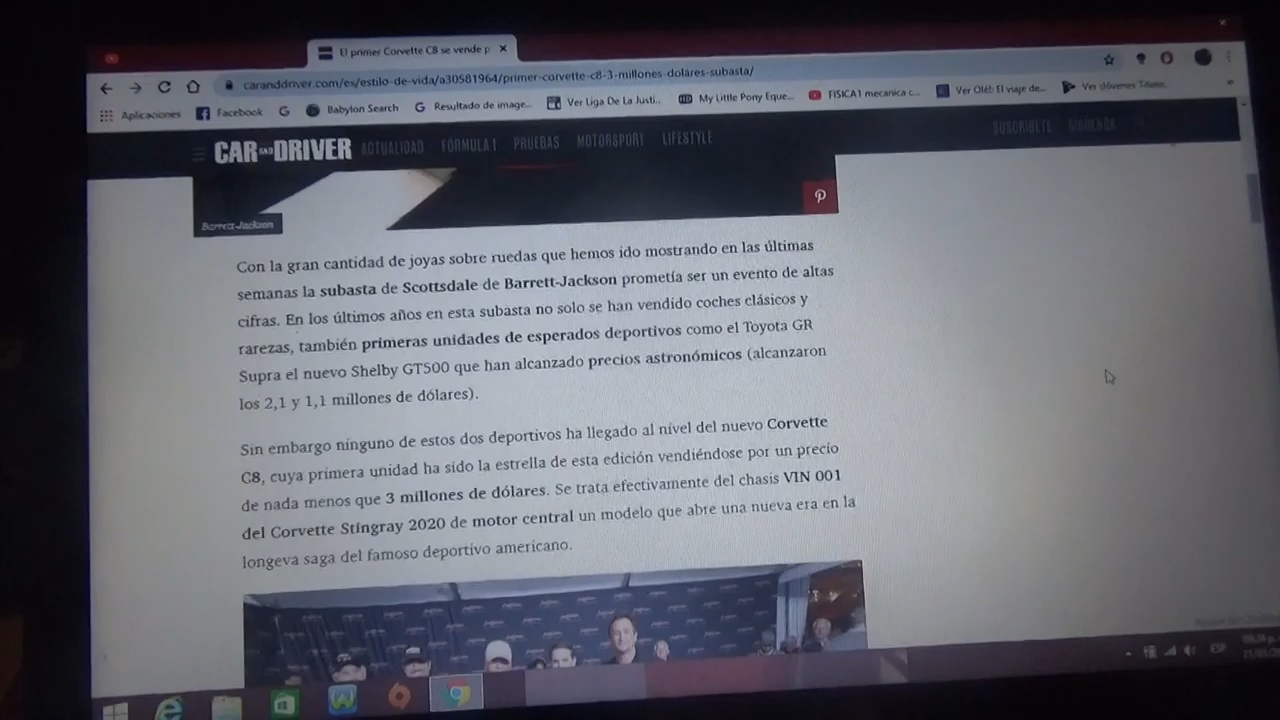 El primer Corvette C8 se vende p
caranddriver.com/es/estilo-de-vida/a30581964/primer-corvette-c8-3-millones-dolares-subasta/
Aplicaciones Facebook G Babylon Search Resultado de image... Ver Liga De La Justi... My Little Pony Eque... FISICA1 mecanica c... Ver Olé!: El viaje de... Ver Jóvenes Titane...
CAR AND DRIVER ACTUALIDAD FÓRMULA 1 PRUEBAS MOTORSPORT LIFESTYLE SUSCRÍBETE SÍGUENOS
Barrett-Jackson
Con la gran cantidad de joyas sobre ruedas que hemos ido mostrando en las últimas
semanas la subasta de Scottsdale de Barrett-Jackson prometía ser un evento de altas
cifras. En los últimos años en esta subasta no solo se han vendido coches clásicos y
rarezas, también primeras unidades de esperados deportivos como el Toyota GR
Supra el nuevo Shelby GT500 que han alcanzado precios astronómicos (alcanzaron
los 2,1 y 1,1 millones de dólares).
Sin embargo ninguno de estos dos deportivos ha llegado al nivel del nuevo Corvette
C8, cuya primera unidad ha sido la estrella de esta edición vendiéndose por un precio
de nada menos que 3 millones de dólares. Se trata efectivamente del chasis VIN 001
del Corvette Stingray 2020 de motor central un modelo que abre una nueva era en la
longeva saga del famoso deportivo americano.
ESP